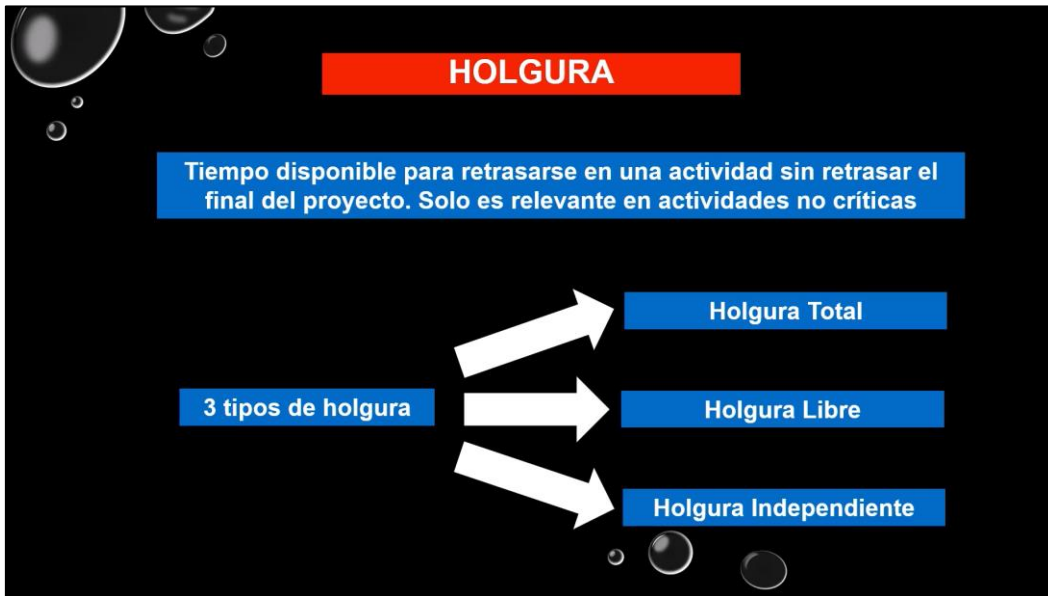 HOLGURA
Tiempo disponible para retrasarse en una actividad sin retrasar el
final del proyecto. Solo es relevante en actividades no críticas
Holgura Total
3 tipos de holgura
Holgura Libre
Holgura Independiente